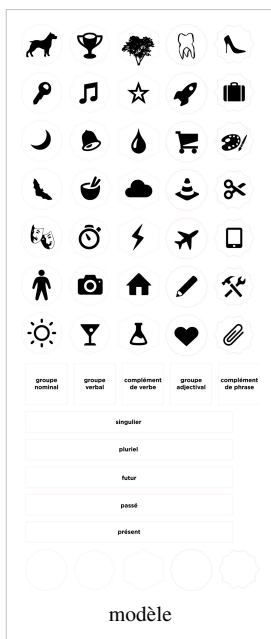 groupe nominal
groupe verbal
complément de verbe
groupe adjectival
complément de phrase
singulier
pluriel
futur
passé
présent
modèle